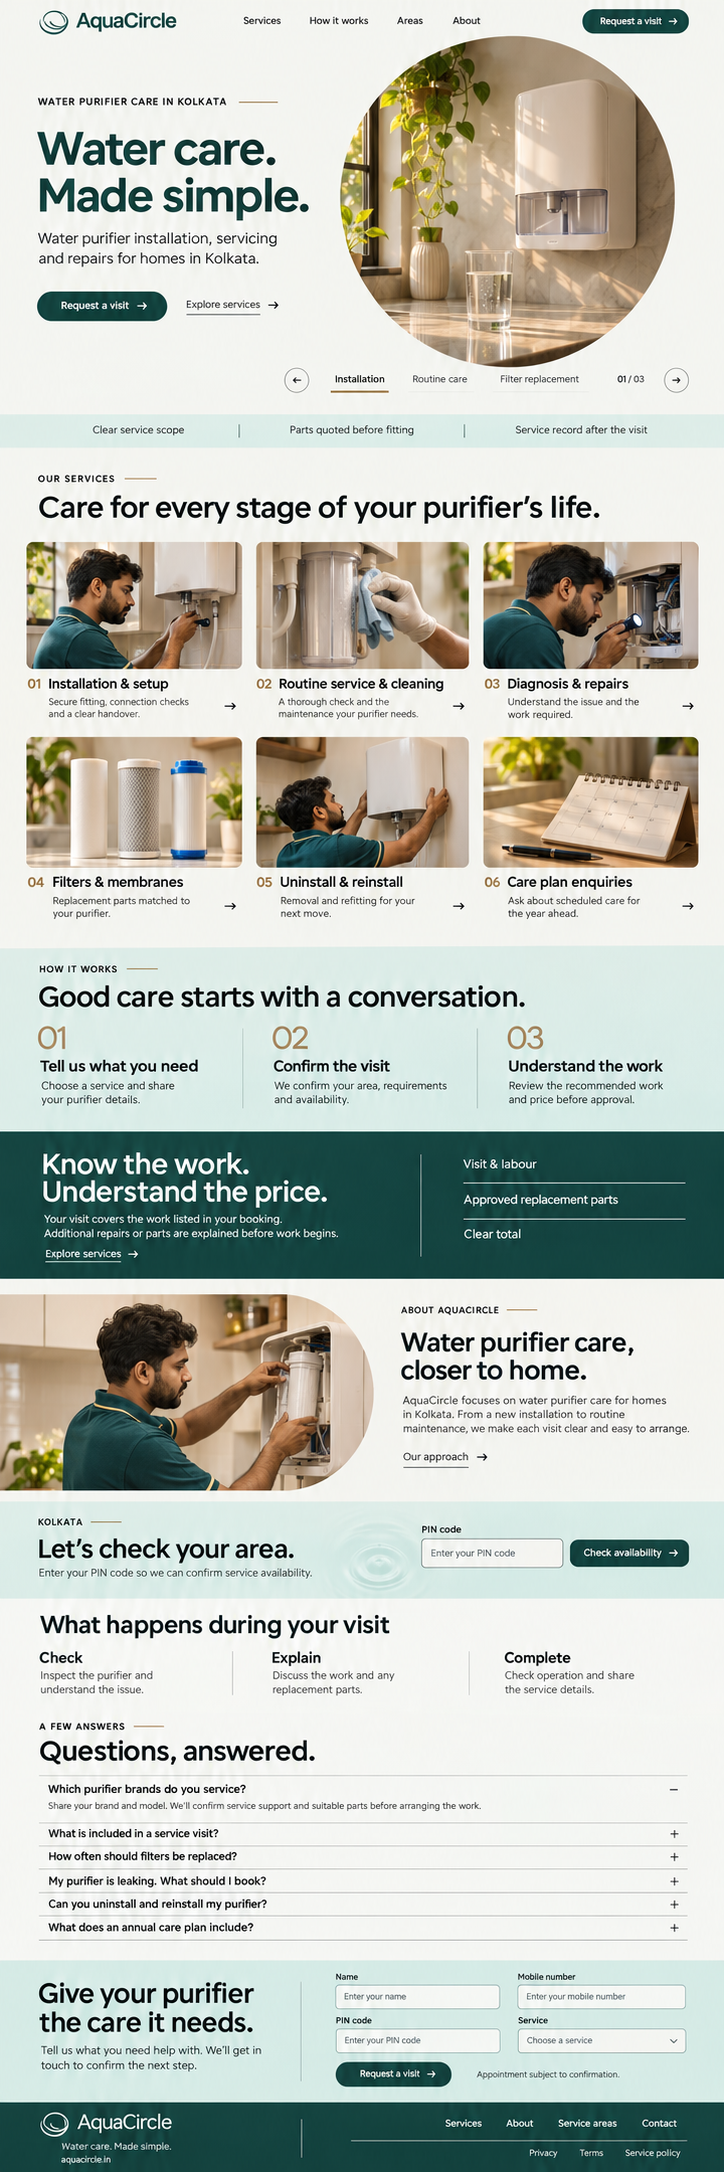 AquaCircle
Services
How it works
Areas
About
Request a visit →
WATER PURIFIER CARE IN KOLKATA
Water care.
Made simple.
Water purifier installation, servicing
and repairs for homes in Kolkata.
Request a visit →
Explore services →
← Installation
Routine care
Filter replacement
01 / 03 →
Clear service scope
Parts quoted before fitting
Service record after the visit
OUR SERVICES
Care for every stage of your purifier's life.
01 Installation & setup
Secure fitting, connection checks
and a clear handover. →
02 Routine service & cleaning
A thorough check and the
maintenance your purifier needs. →
03 Diagnosis & repairs
Understand the issue and the
work required. →
04 Filters & membranes
Replacement parts matched to
your purifier. →
05 Uninstall & reinstall
Removal and refitting for your
next move. →
06 Care plan enquiries
Ask about scheduled care for
the year ahead. →
HOW IT WORKS
Good care starts with a conversation.
01
Tell us what you need
Choose a service and share
your purifier details.
02
Confirm the visit
We confirm your area, requirements
and availability.
03
Understand the work
Review the recommended work
and price before approval.
Know the work.
Understand the price.
Your visit covers the work listed in your booking.
Additional repairs or parts are explained before work begins.
Explore services →
Visit & labour
Approved replacement parts
Clear total
ABOUT AQUACIRCLE
Water purifier care,
closer to home.
AquaCircle focuses on water purifier care for homes
in Kolkata. From a new installation to routine
maintenance, we make each visit clear and easy to arrange.
Our approach →
KOLKATA
Let's check your area.
Enter your PIN code so we can confirm service availability.
PIN code
Enter your PIN code
Check availability →
What happens during your visit
Check
Inspect the purifier and
understand the issue.
Explain
Discuss the work and any
replacement parts.
Complete
Check operation and share
the service details.
A FEW ANSWERS
Questions, answered.
Which purifier brands do you service? −
Share your brand and model. We'll confirm service support and suitable parts before arranging the work.
What is included in a service visit? +
How often should filters be replaced? +
My purifier is leaking. What should I book? +
Can you uninstall and reinstall my purifier? +
What does an annual care plan include? +
Give your purifier
the care it needs.
Tell us what you need help with. We'll get in
touch to confirm the next step.
Name
Enter your name
Mobile number
Enter your mobile number
PIN code
Enter your PIN code
Service
Choose a service
Request a visit →
Appointment subject to confirmation.
AquaCircle
Water care. Made simple.
aquacircle.in
Services
About
Service areas
Contact
Privacy
Terms
Service policy